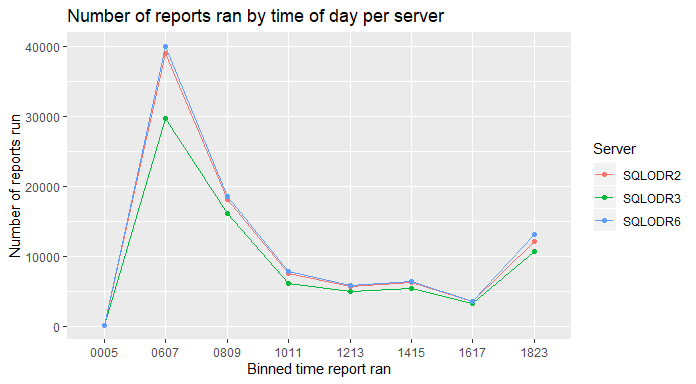 Number of reports ran by time of day per server
Number of reports run
40000
30000
20000
10000
0
0005 0607 0809 1011 1213 1415 1617 1823
Binned time report ran
Server
SQLODR2
SQLODR3
SQLODR6